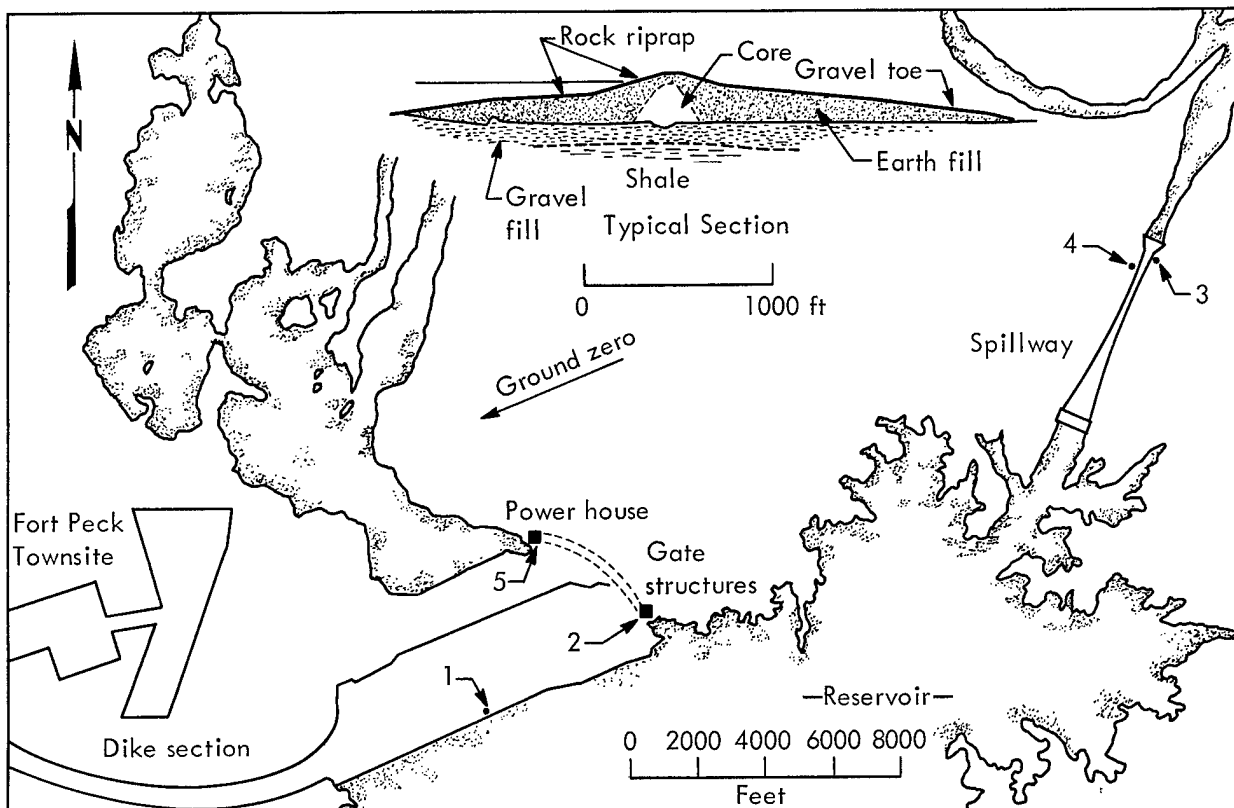 Rock riprap
Core
Gravel toe
N
Earth fill
Gravel
fill
Shale
Typical Section
0 1000 ft
4
3
Spillway
Ground zero
Fort Peck
Townsite
Power house
5
Gate
structures
2
1
—Reservoir—
Dike section
0 2000 4000 6000 8000
Feet